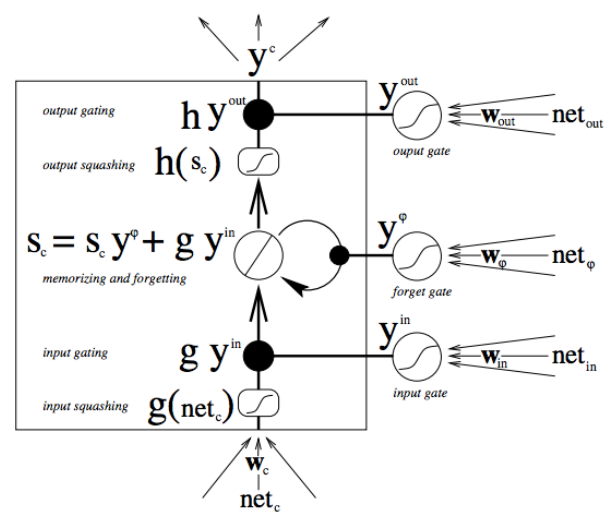 y^c
output gating h y^out y^out w_out net_out
ouput gate
output squashing h(s_c)
s_c = s_c y^φ + g y^in y^φ w_φ net_φ
memorizing and forgetting
forget gate
input gating g y^in y^in w_in net_in
input gate
input squashing g(net_c)
w_c
net_c